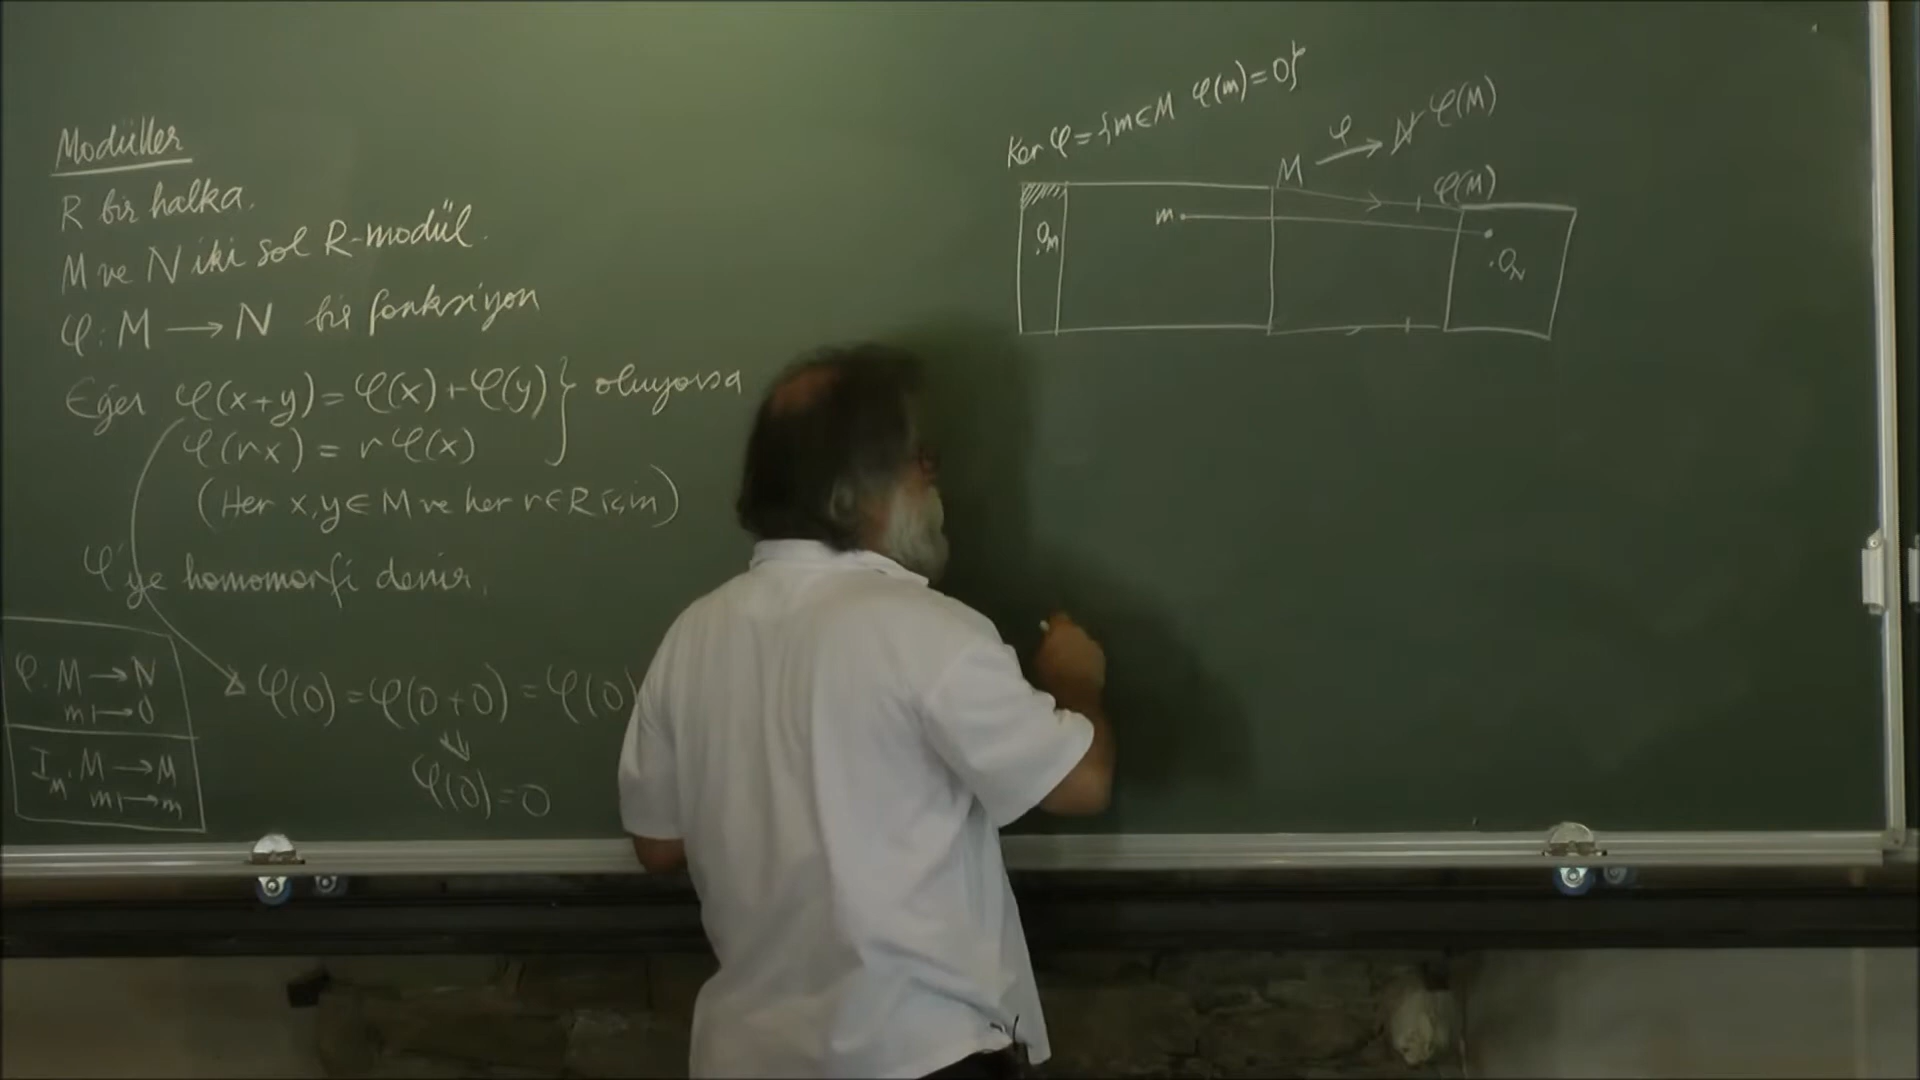 Modüller
R bir halka.
M ve N iki sol R-modül.
φ: M → N bir fonksiyon
Eğer φ(x+y) = φ(x)+φ(y) } oluyorsa
φ(rx) = rφ(x)
(Her x,y ∈ M ve her r∈R için)
φ'ye homomorfi denir.
φ: M → N
m ↦ 0
I_M: M → M
m ↦ m
φ(0) = φ(0+0) = φ(0)
⇓
φ(0) = 0
Ker φ = {m∈M φ(m) = 0}
M φ → N φ(M)
φ(M)
m
0_M
.0_N